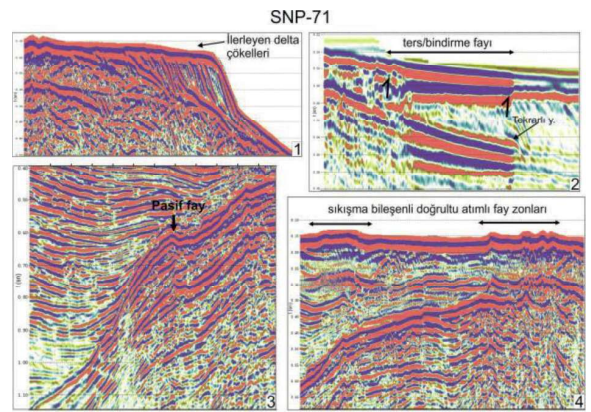 SNP-71
İlerleyen delta
çökelleri
1
ters/bindirme fayı
Tekrarlı y.
2
Pasif fay
3
sıkışma bileşenli doğrultu atımlı fay zonları
4